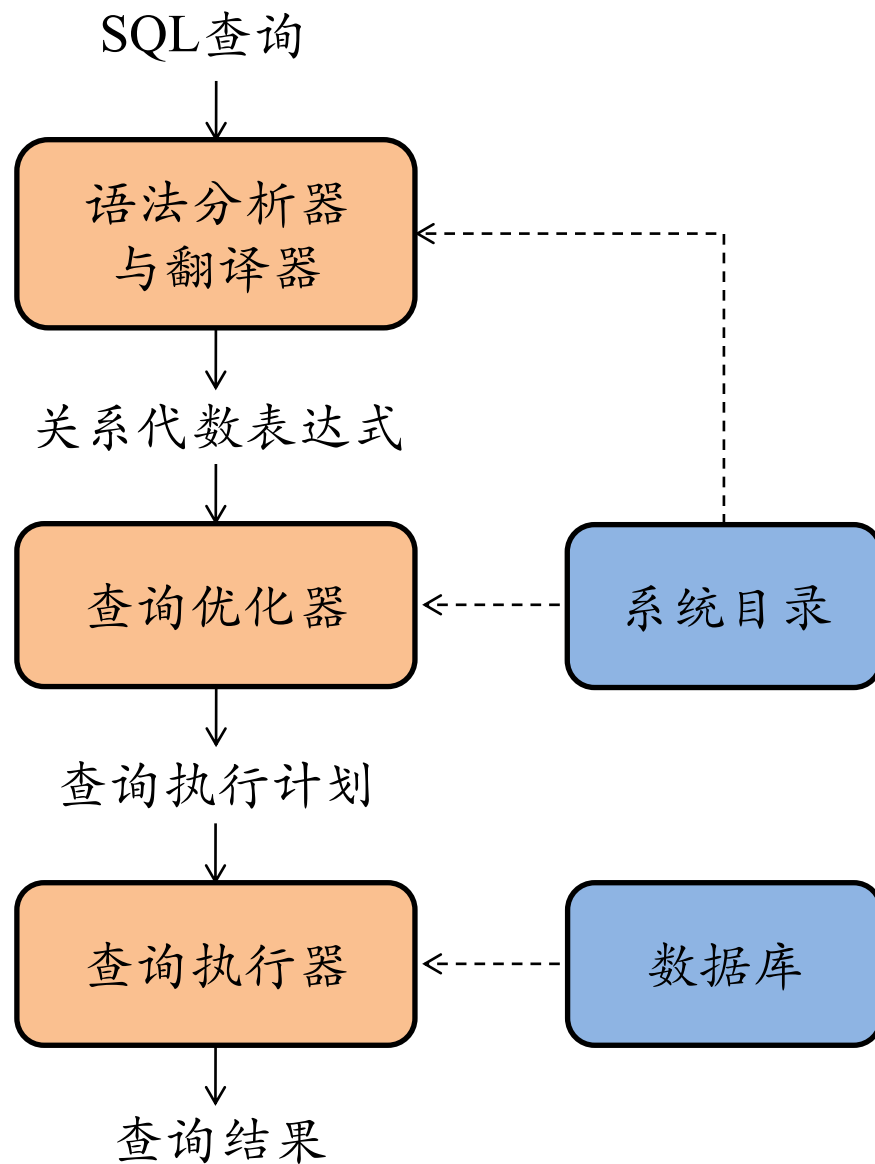 SQL查询
语法分析器
与翻译器
关系代数表达式
查询优化器
系统目录
查询执行计划
查询执行器
数据库
查询结果